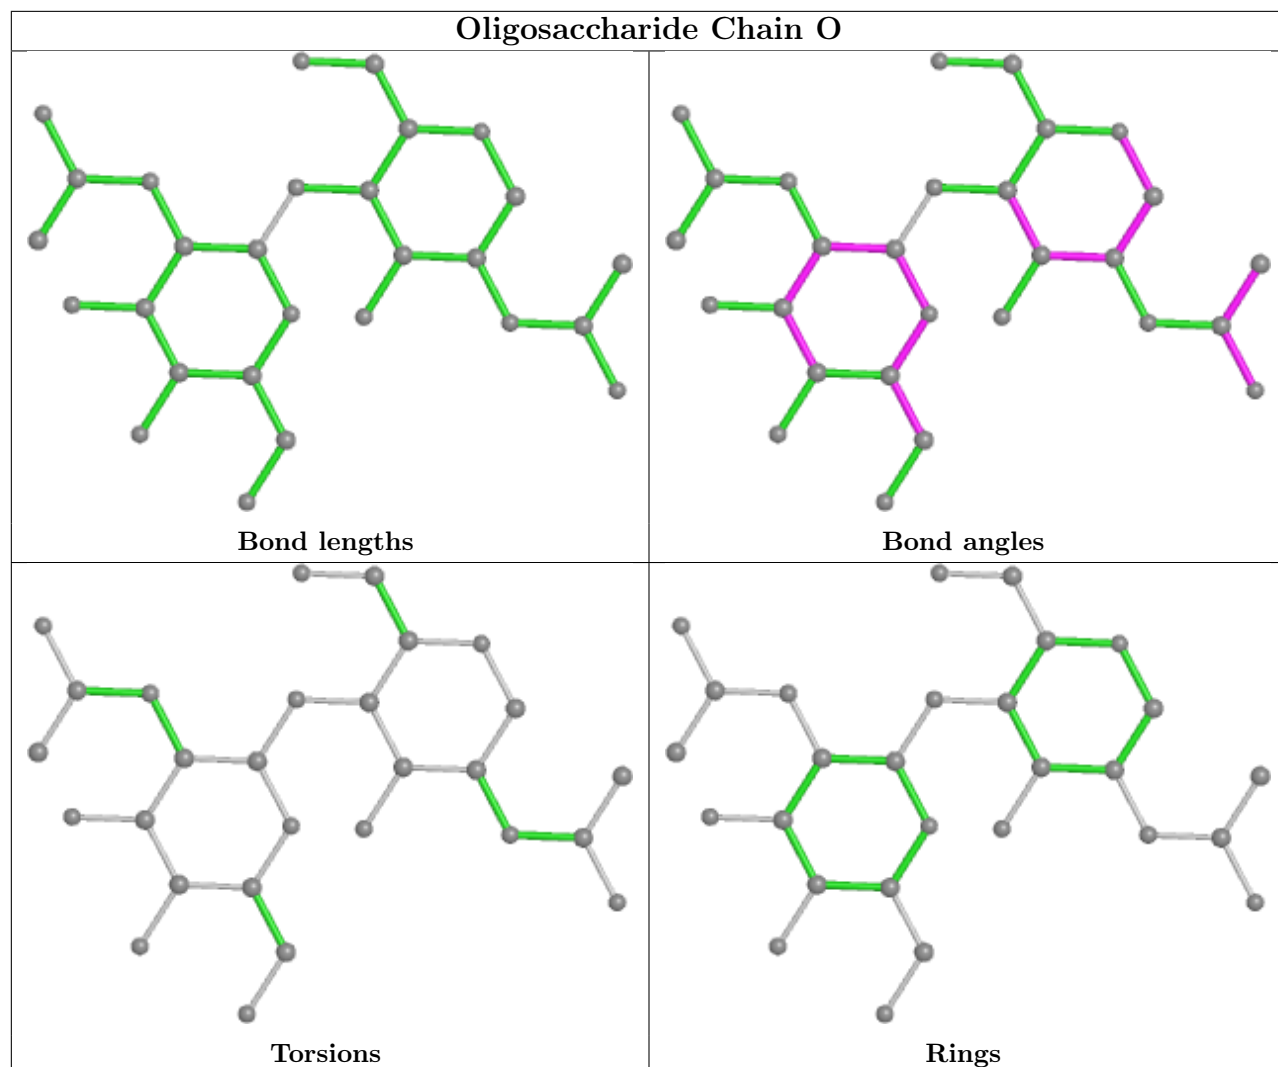 Oligosaccharide Chain O
Bond lengths
Bond angles
Torsions
Rings